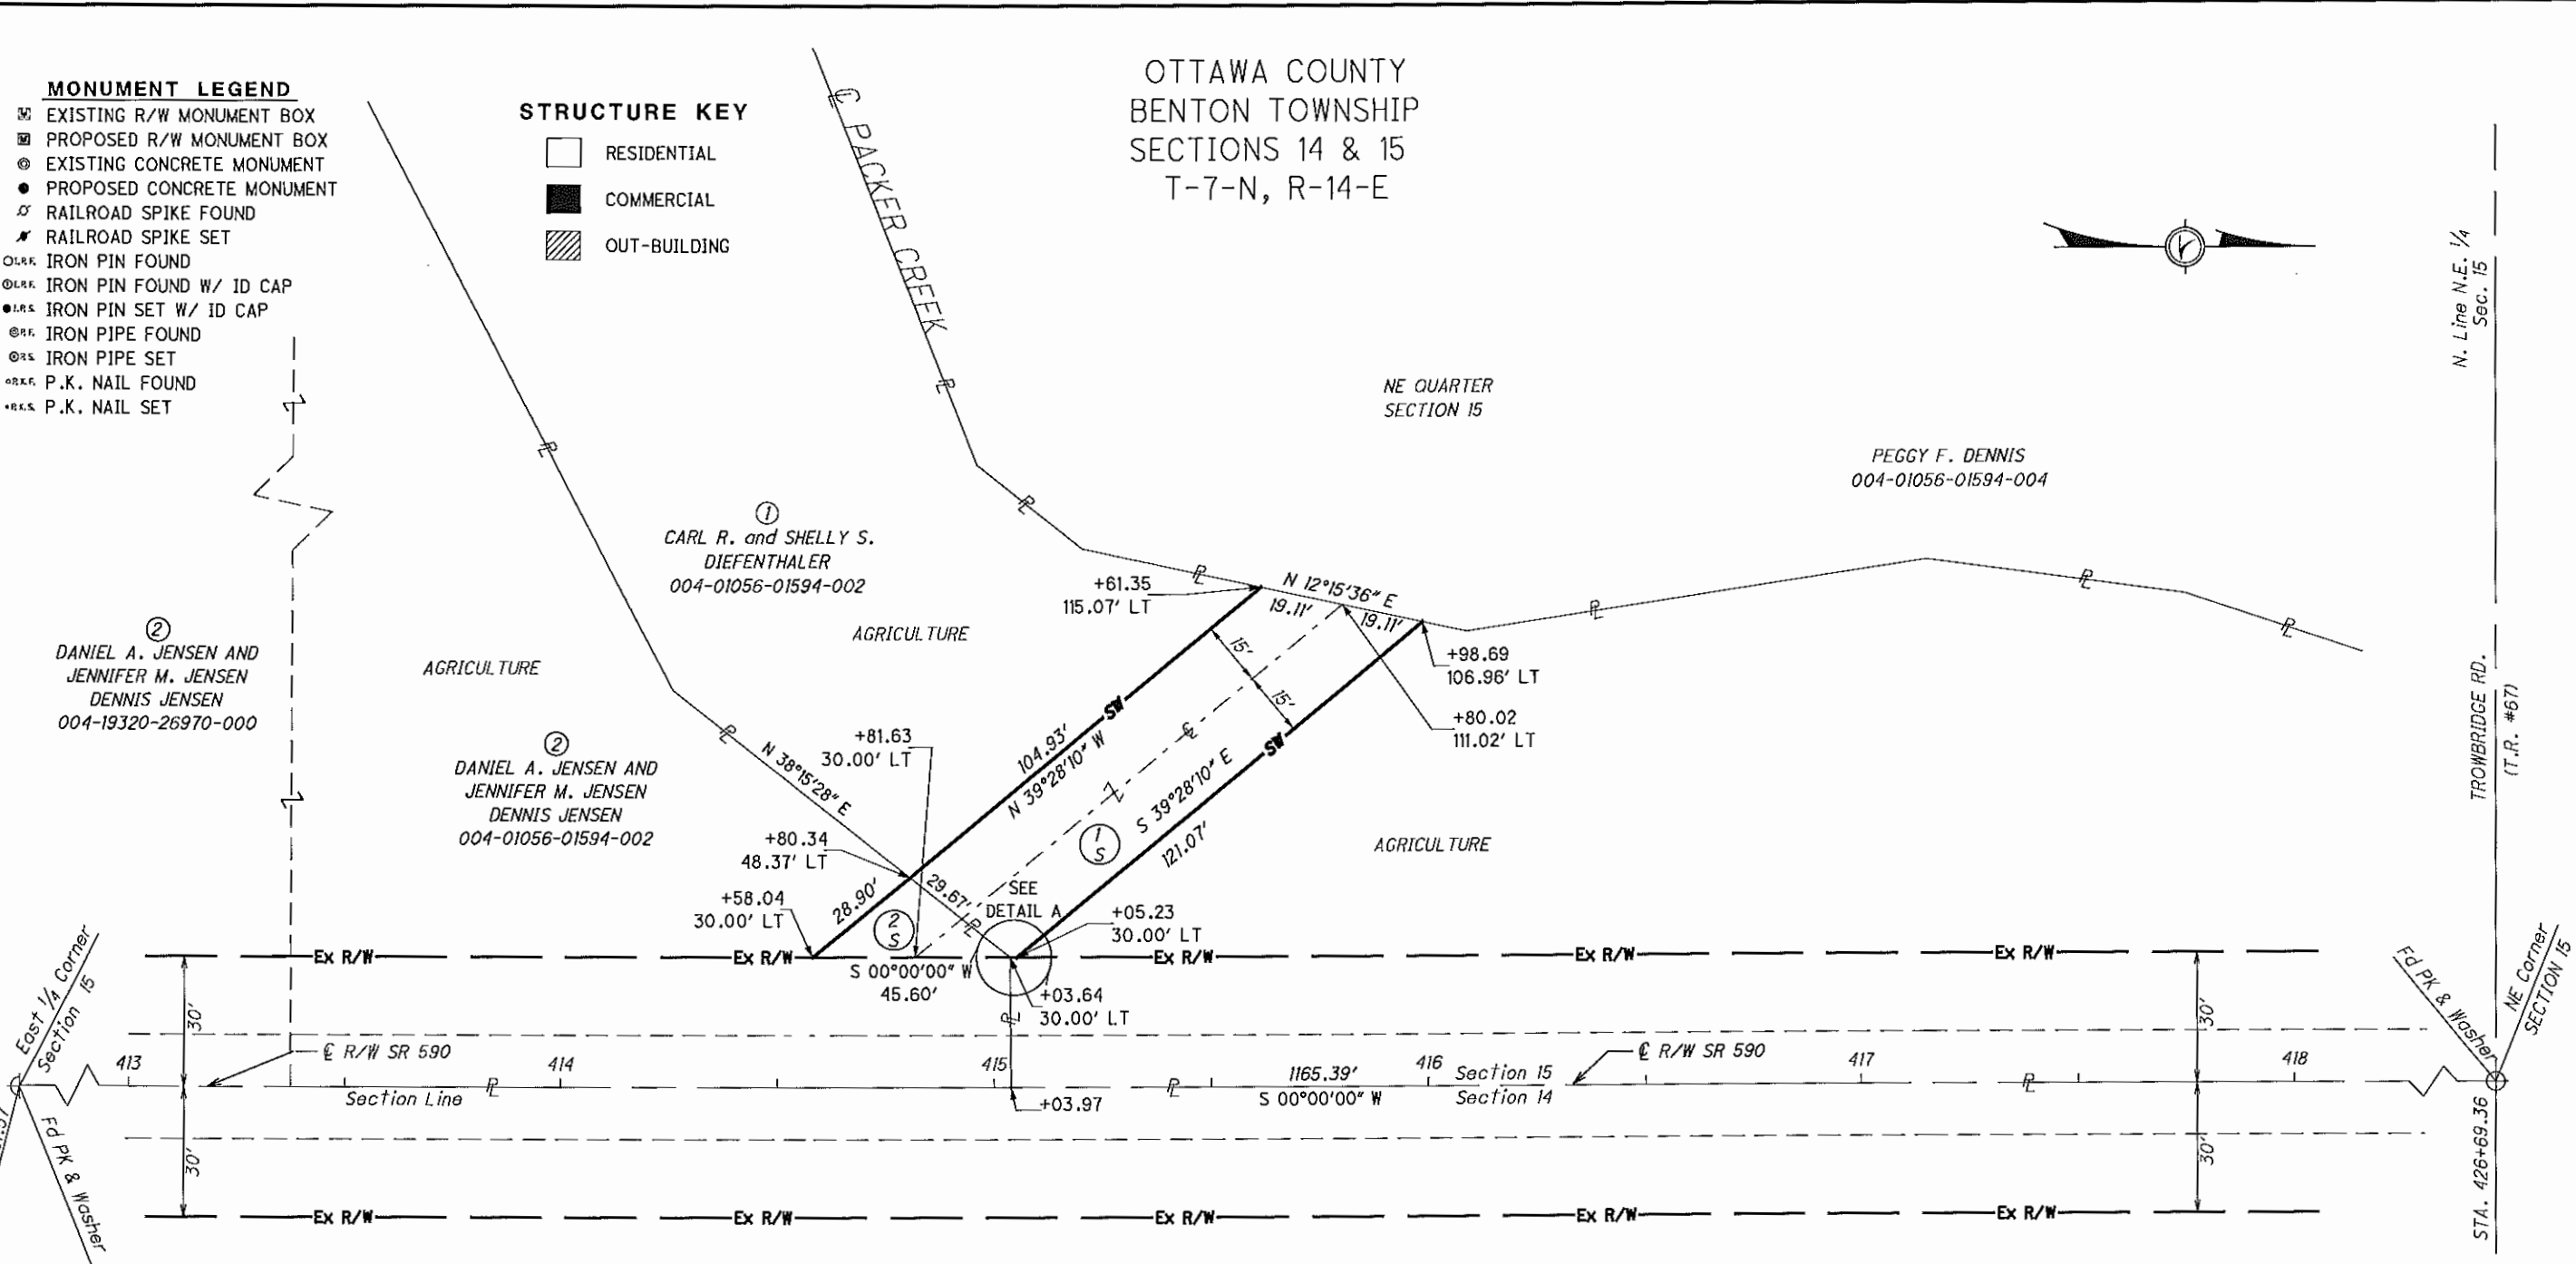 OTTAWA COUNTY
BENTON TOWNSHIP
SECTIONS 14 & 15
T-7-N, R-14-E
MONUMENT LEGEND
EXISTING R/W MONUMENT BOX
PROPOSED R/W MONUMENT BOX
EXISTING CONCRETE MONUMENT
PROPOSED CONCRETE MONUMENT
RAILROAD SPIKE FOUND
RAILROAD SPIKE SET
I.P.F. IRON PIN FOUND
I.P.F. IRON PIN FOUND W/ ID CAP
I.P.S. IRON PIN SET W/ ID CAP
P.F. IRON PIPE FOUND
P.S. IRON PIPE SET
P.K.F. P.K. NAIL FOUND
P.K.S. P.K. NAIL SET
STRUCTURE KEY
RESIDENTIAL
COMMERCIAL
OUT-BUILDING
℄ PACKER CREEK
NE QUARTER
SECTION 15
N. Line N.E. 1/4
Sec. 15
PEGGY F. DENNIS
004-01056-01594-004
1
CARL R. and SHELLY S.
DIEFENTHALER
004-01056-01594-002
AGRICULTURE
AGRICULTURE
2
DANIEL A. JENSEN AND
JENNIFER M. JENSEN
DENNIS JENSEN
004-19320-26970-000
2
DANIEL A. JENSEN AND
JENNIFER M. JENSEN
DENNIS JENSEN
004-01056-01594-002
+61.35
115.07' LT
N 12°15'36" E
19.11'
19.11'
+98.69
106.96' LT
+80.02
111.02' LT
15'
15'
SW
SW
104.93'
N 39°28'10" W
℄
S 39°28'10" E
121.07'
1
S
N 38°15'28" E
+81.63
30.00' LT
+80.34
48.37' LT
+58.04
30.00' LT
28.90'
29.67'
2
S
SEE
DETAIL A
+05.23
30.00' LT
AGRICULTURE
TROWBRIDGE RD.
(T.R. #67)
Ex R/W
Ex R/W
Ex R/W
Ex R/W
Ex R/W
S 00°00'00" W
45.60'
+03.64
30.00' LT
East 1/4 Corner
Section 15
Fd PK & Washer
NE Corner
SECTION 15
30'
30'
℄ R/W SR 590
℄ R/W SR 590
413
414
415
416
417
418
1165.39'
Section 15
Section Line
+03.97
S 00°00'00" W
Section 14
Fd PK & Washer
30'
30'
STA. 426+69.36
Ex R/W
Ex R/W
Ex R/W
Ex R/W
Ex R/W